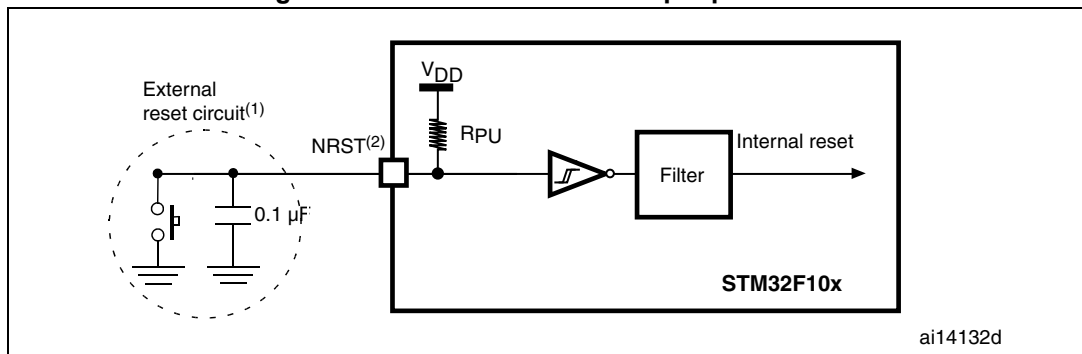 External
reset circuit(1)
VDD
RPU
NRST(2)
Internal reset
Filter
0.1 µF
STM32F10x
ai14132d